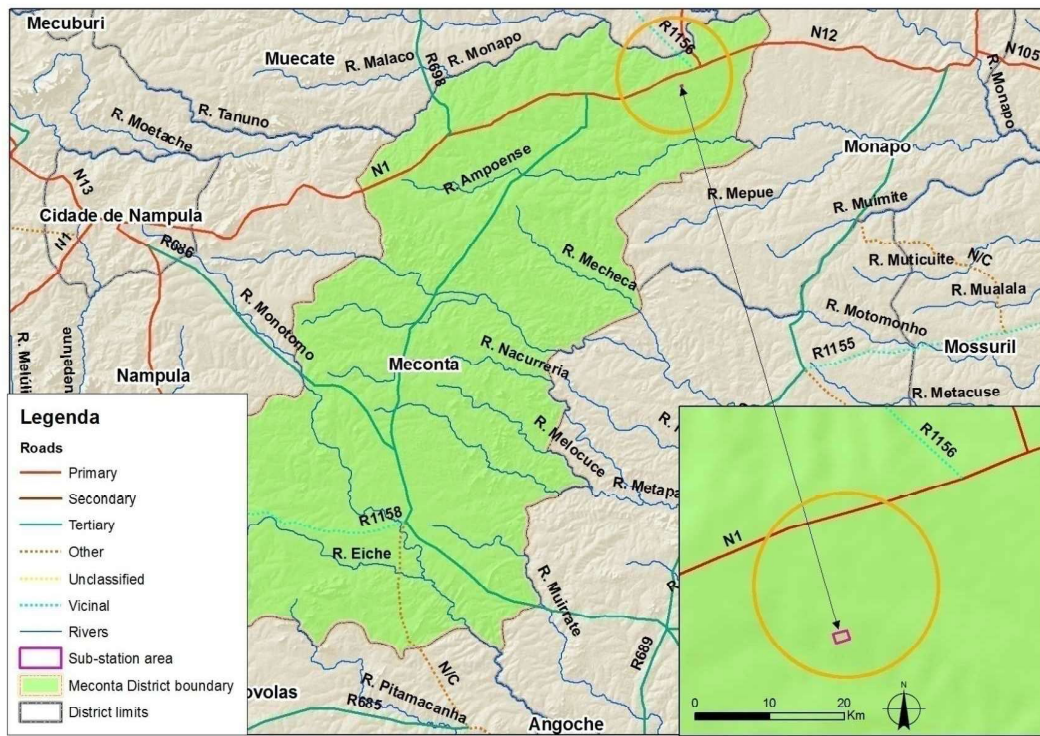 Mecuburi
Muecate
R. Malaco
R698
R. Monapo
R1156
N12
N105
R. Monapo
R. Tanuno
R. Moetache
N13
Cidade de Nampula
N1
R686
N1
R. Ampoense
Monapo
R. Mepue
R. Muimite
R. Muticuite
N/C
R. Mualala
R. Mecheca
R. Monotomo
R. Motomonho
R1155
Mossuril
R. Nacurreria
Meconta
Nampula
R. Metacuse
R. Melocuce
R. Metapa
R1158
R. Eiche
R. Muirrate
R689
N/C
ovolas
R. Pitamacanha
R685
Angoche
Legenda
Roads
Primary
Secondary
Tertiary
Other
Unclassified
Vicinal
Rivers
Sub-station area
Meconta District boundary
District limits
R1156
N1
N
0 10 20
Km